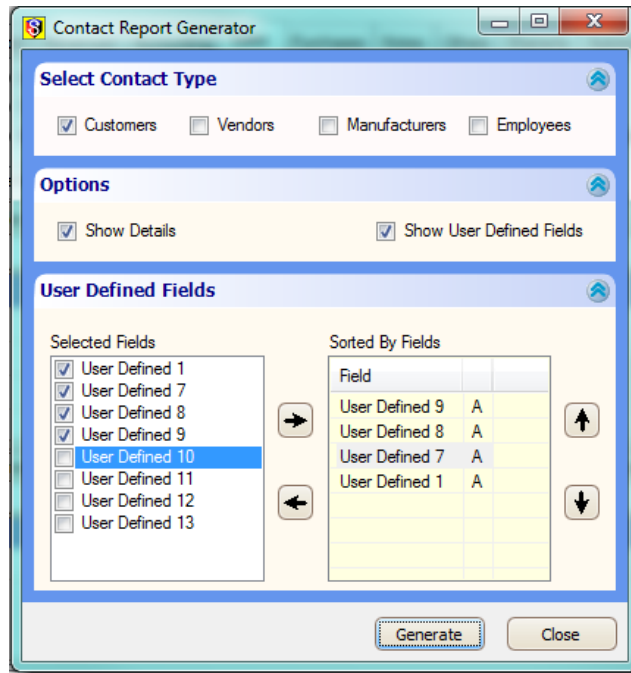 Contact Report Generator
Select Contact Type
Customers Vendors Manufacturers Employees
Options
Show Details Show User Defined Fields
User Defined Fields
Selected Fields
User Defined 1
User Defined 7
User Defined 8
User Defined 9
User Defined 10
User Defined 11
User Defined 12
User Defined 13
Sorted By Fields
Field
User Defined 9 A
User Defined 8 A
User Defined 7 A
User Defined 1 A
Generate Close